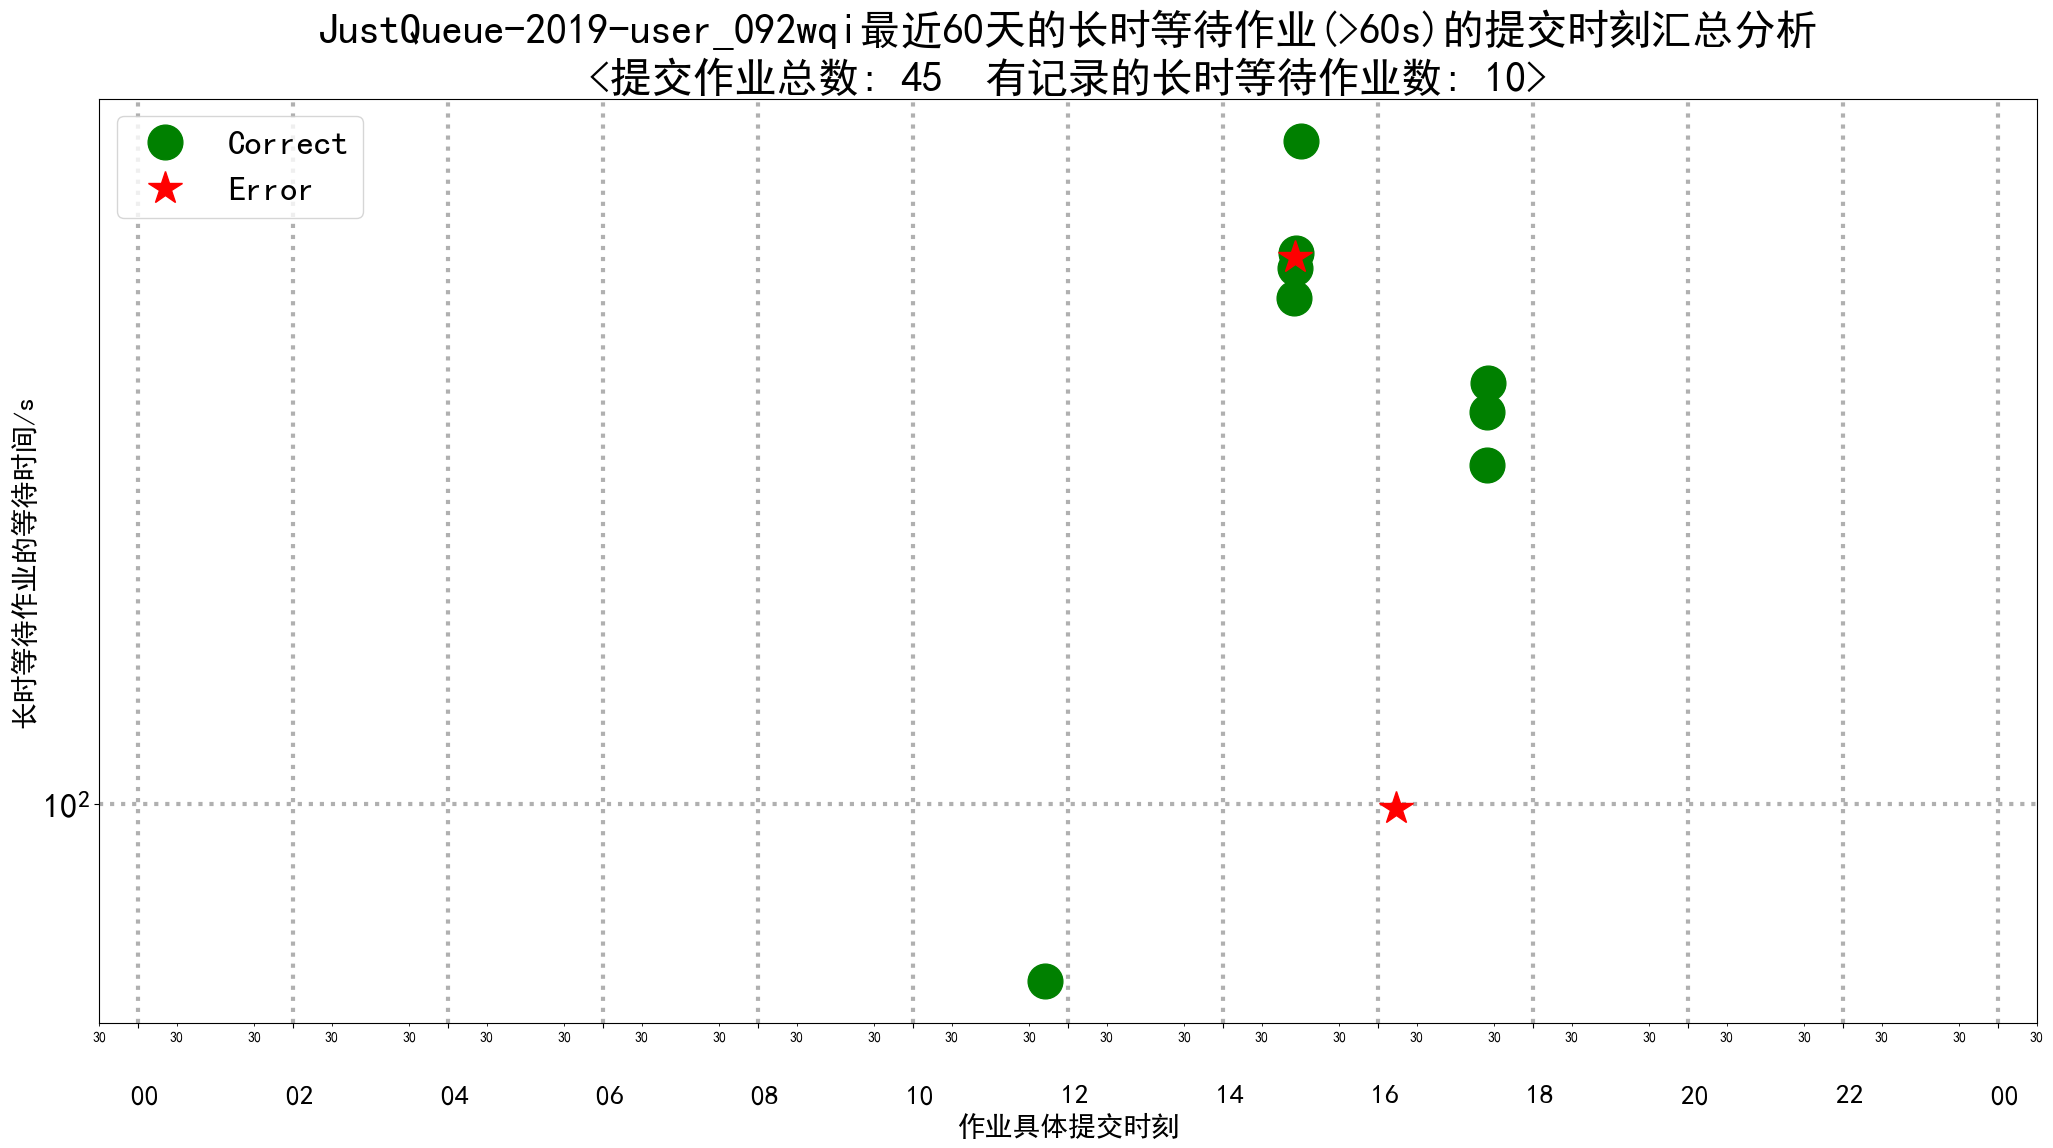 JustQueue-2019-user_092wqi最近60天的长时等待作业(>60s)的提交时刻汇总分析
<提交作业总数: 45  有记录的长时等待作业数: 10>
Correct
Error
长时等待作业的等待时间/s
10²
30 30 30 30 30 30 30 30 30 30 30 30 30 30 30 30 30 30 30 30 30 30 30 30 30 30
00 02 04 06 08 10 12 14 16 18 20 22 00
作业具体提交时刻